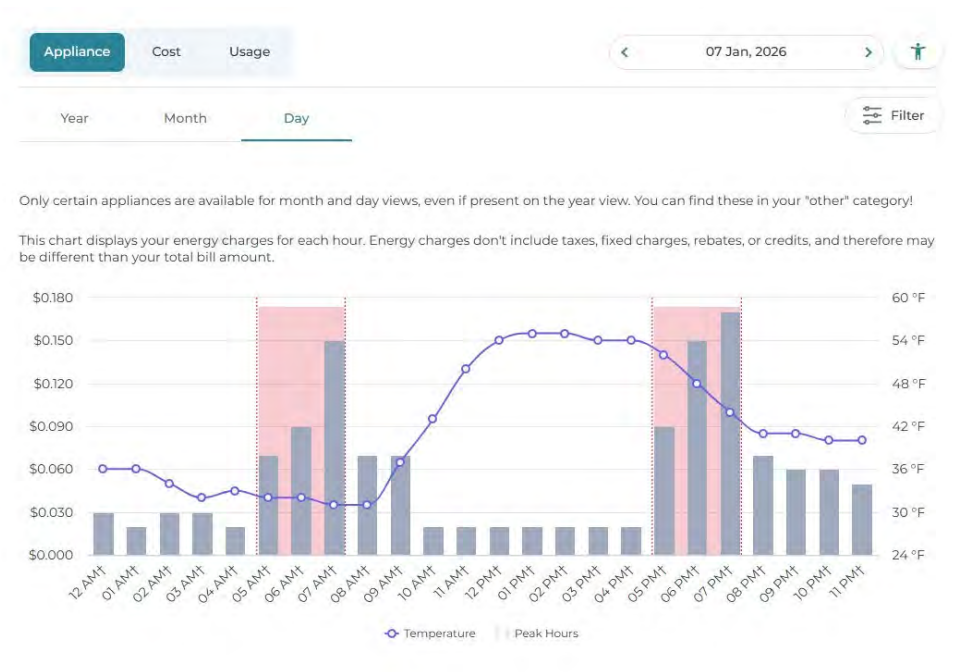 Appliance Cost Usage 07 Jan, 2026
Year Month Day Filter
Only certain appliances are available for month and day views, even if present on the year view. You can find these in your "other" category!
This chart displays your energy charges for each hour. Energy charges don't include taxes, fixed charges, rebates, or credits, and therefore may
be different than your total bill amount.
$0.180 60 °F
$0.150 54 °F
$0.120 48 °F
$0.090 42 °F
$0.060 36 °F
$0.030 30 °F
$0.000 24 °F
12 AM† 01 AM† 02 AM† 03 AM† 04 AM† 05 AM† 06 AM† 07 AM† 08 AM† 09 AM† 10 AM† 11 AM† 12 PM† 01 PM† 02 PM† 03 PM† 04 PM† 05 PM† 06 PM† 07 PM† 08 PM† 09 PM† 10 PM† 11 PM†
Temperature Peak Hours